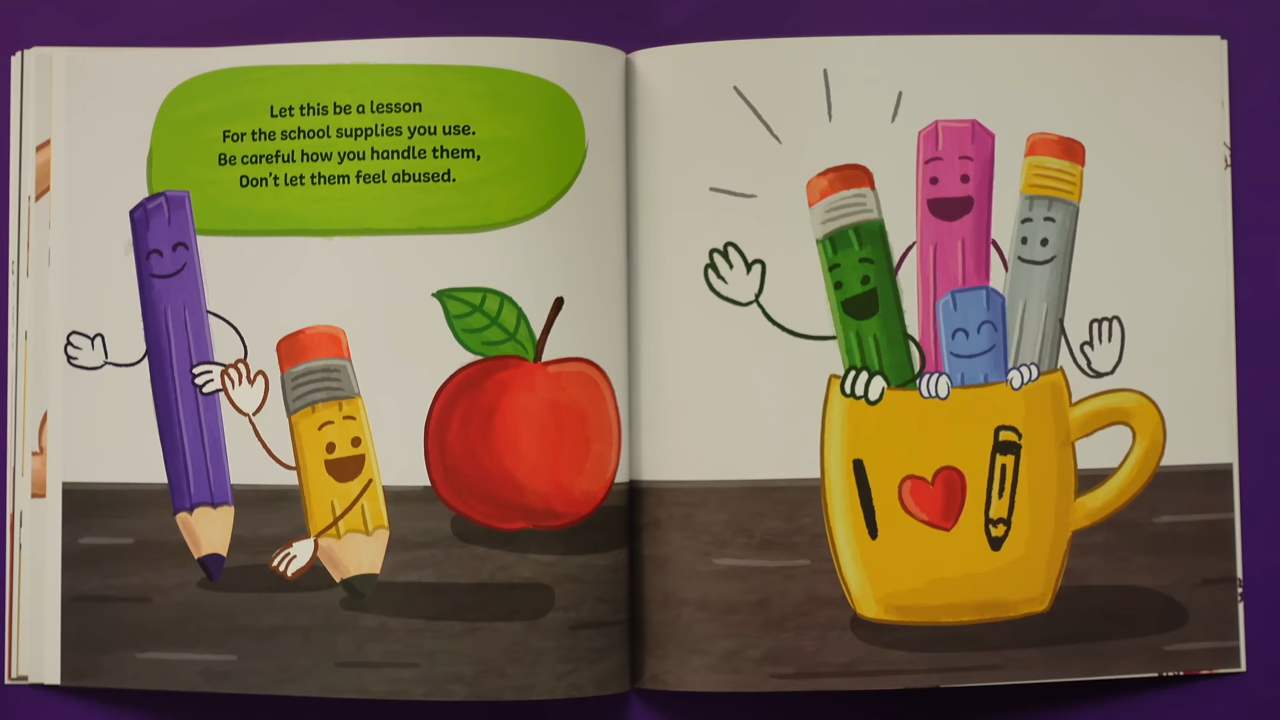 Let this be a lesson
For the school supplies you use.
Be careful how you handle them,
Don't let them feel abused.
I